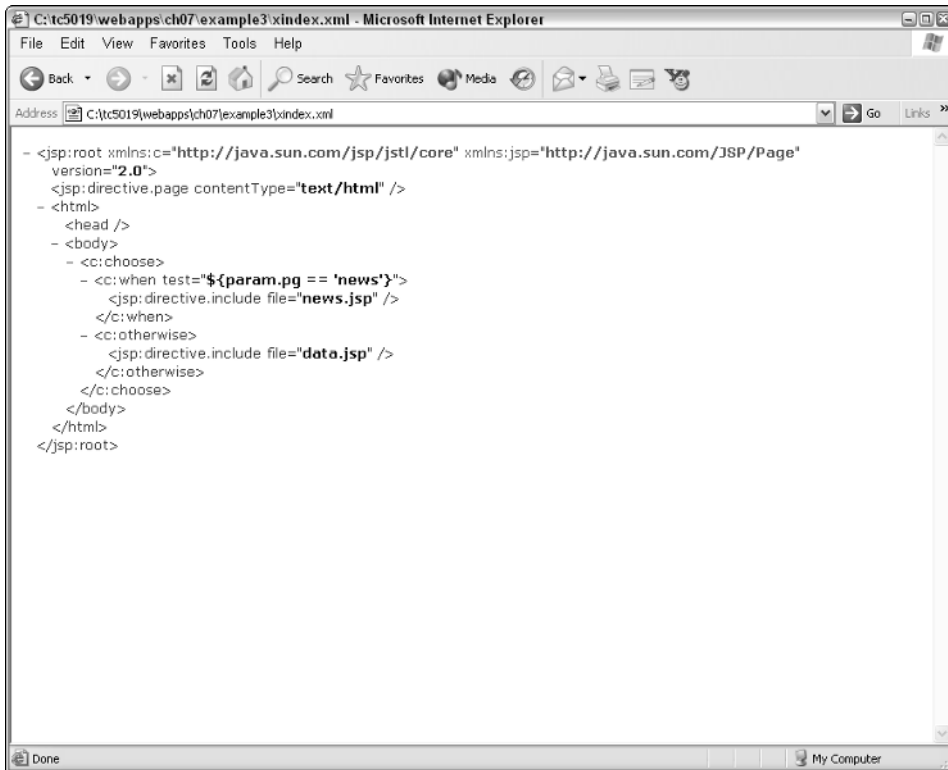 C:\tc5019\webapps\ch07\example3\xindex.xml - Microsoft Internet Explorer
File Edit View Favorites Tools Help
Back Search Favorites Media
Address C:\tc5019\webapps\ch07\example3\xindex.xml Go Links »
- <jsp:root xmlns:c="http://java.sun.com/jsp/jstl/core" xmlns:jsp="http://java.sun.com/JSP/Page"
version="2.0">
<jsp:directive.page contentType="text/html" />
- <html>
<head />
- <body>
- <c:choose>
- <c:when test="${param.pg == 'news'}">
<jsp:directive.include file="news.jsp" />
</c:when>
- <c:otherwise>
<jsp:directive.include file="data.jsp" />
</c:otherwise>
</c:choose>
</body>
</html>
</jsp:root>
Done My Computer